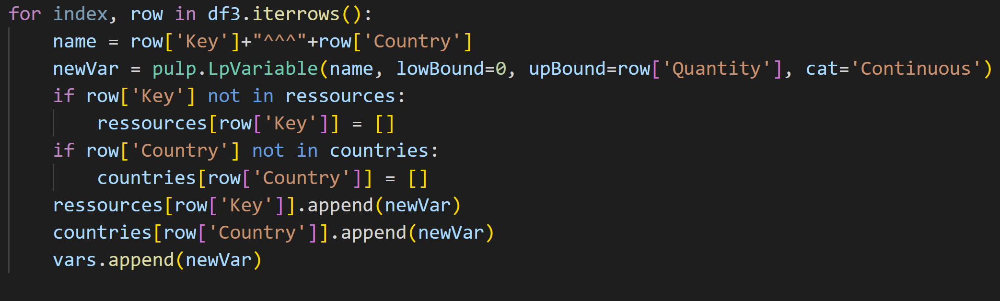 for index, row in df3.iterrows():
    name = row['Key']+"^^^"+row['Country']
    newVar = pulp.LpVariable(name, lowBound=0, upBound=row['Quantity'], cat='Continuous')
    if row['Key'] not in ressources:
        ressources[row['Key']] = []
    if row['Country'] not in countries:
        countries[row['Country']] = []
    ressources[row['Key']].append(newVar)
    countries[row['Country']].append(newVar)
    vars.append(newVar)